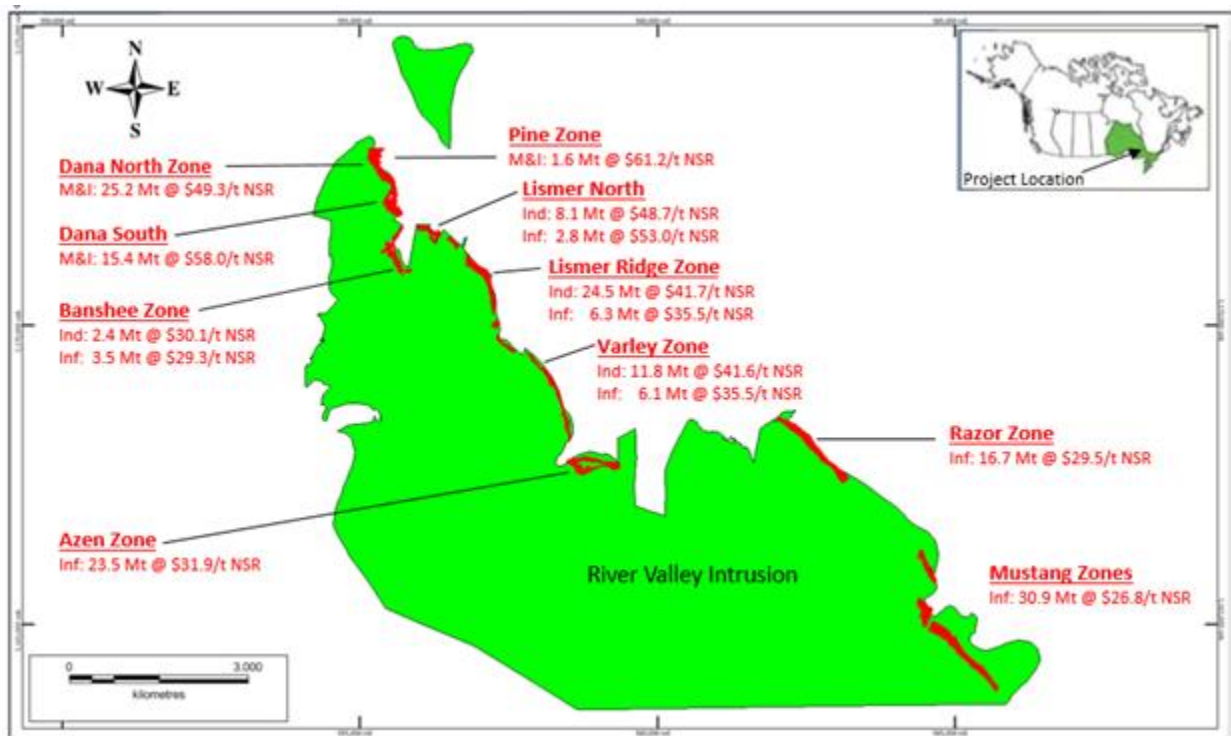 N
W E
S
Project Location
Pine Zone
M&I: 1.6 Mt @ $61.2/t NSR
Dana North Zone
M&I: 25.2 Mt @ $49.3/t NSR
Lismer North
Ind: 8.1 Mt @ $48.7/t NSR
Inf: 2.8 Mt @ $53.0/t NSR
Dana South
M&I: 15.4 Mt @ $58.0/t NSR
Lismer Ridge Zone
Ind: 24.5 Mt @ $41.7/t NSR
Inf: 6.3 Mt @ $35.5/t NSR
Banshee Zone
Ind: 2.4 Mt @ $30.1/t NSR
Inf: 3.5 Mt @ $29.3/t NSR
Varley Zone
Ind: 11.8 Mt @ $41.6/t NSR
Inf: 6.1 Mt @ $35.5/t NSR
Razor Zone
Inf: 16.7 Mt @ $29.5/t NSR
Azen Zone
Inf: 23.5 Mt @ $31.9/t NSR
River Valley Intrusion
Mustang Zones
Inf: 30.9 Mt @ $26.8/t NSR
0 3.000
kilometres